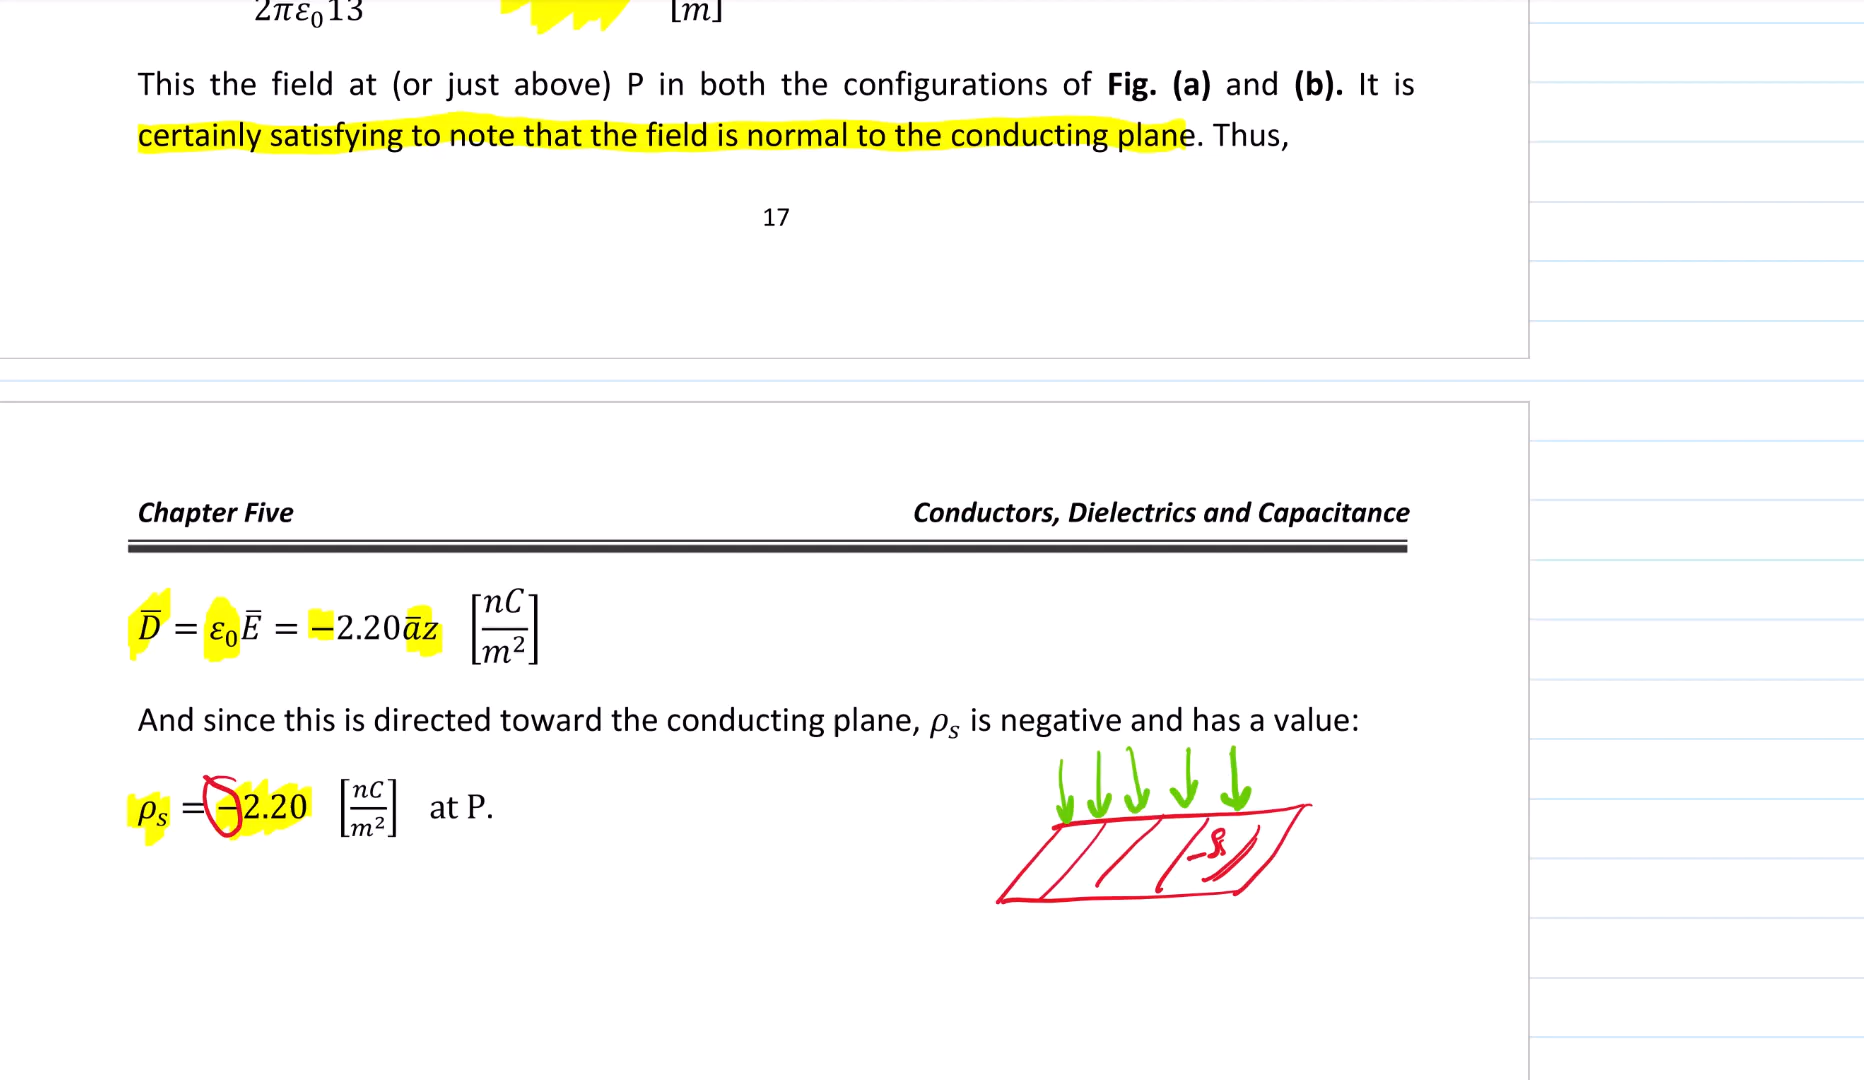 2πε₀13 [m]
This the field at (or just above) P in both the configurations of Fig. (a) and (b). It is
certainly satisfying to note that the field is normal to the conducting plane. Thus,
17
Chapter Five Conductors, Dielectrics and Capacitance
D̅ = ε₀E̅ = −2.20a̅z [nC/m²]
And since this is directed toward the conducting plane, ρₛ is negative and has a value:
ρₛ = −2.20 [nC/m²] at P.